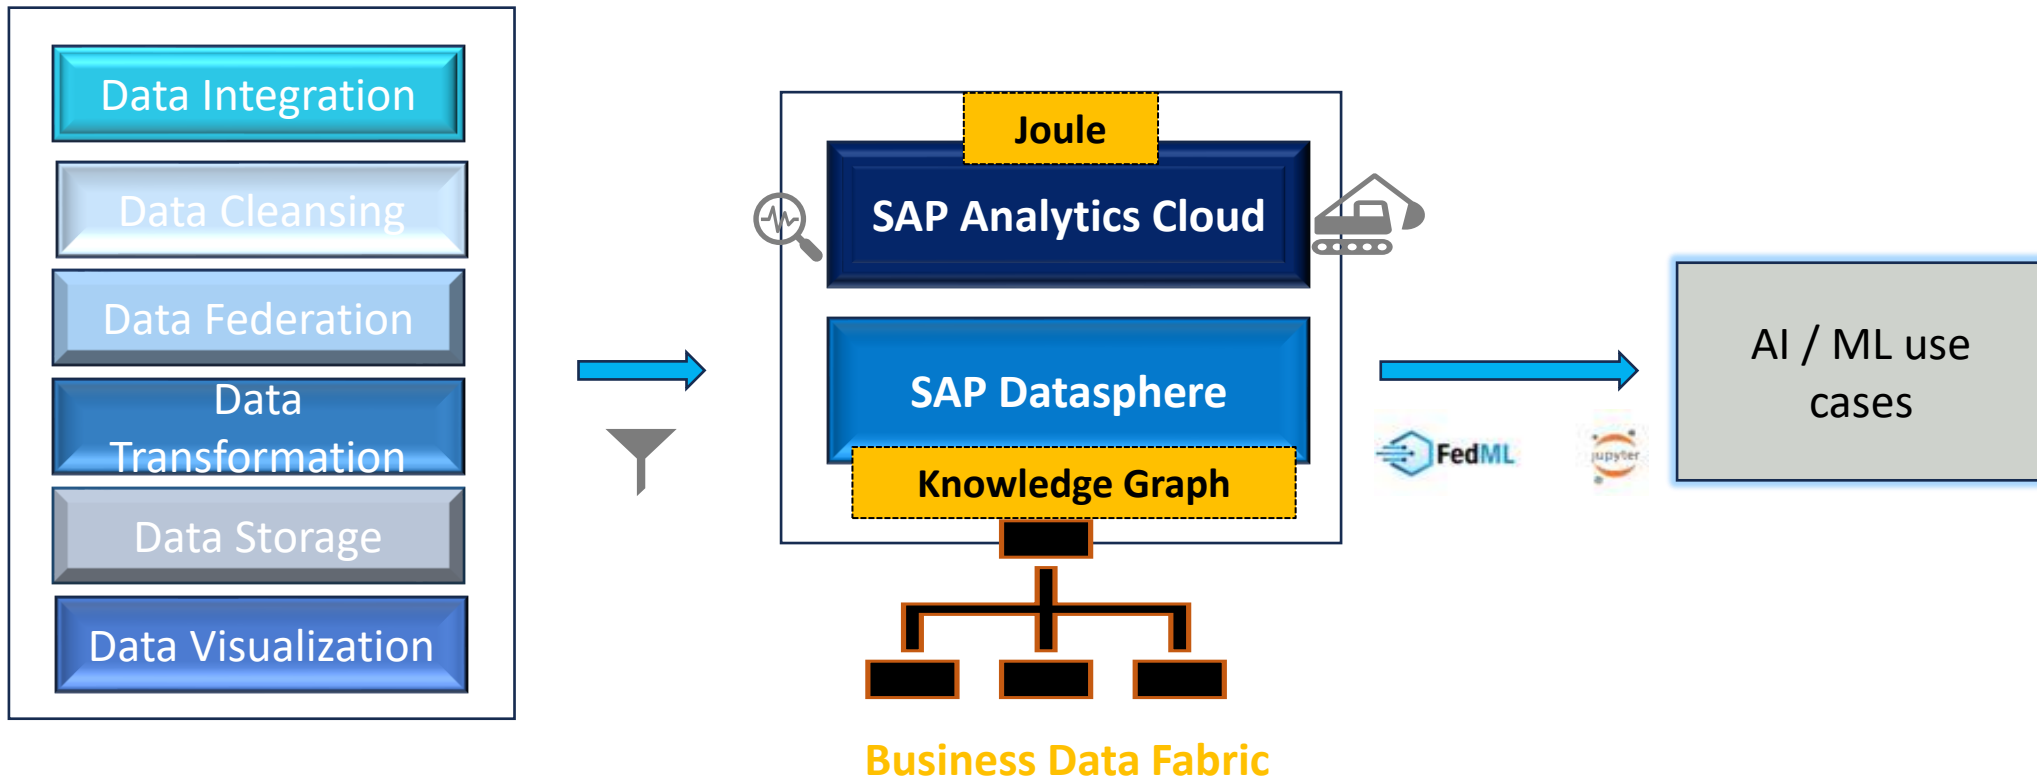 Data Integration
Data Cleansing
Data Federation
Data
Transformation
Data Storage
Data Visualization
Joule
SAP Analytics Cloud
SAP Datasphere
Knowledge Graph
Business Data Fabric
FedML
jupyter
AI / ML use
cases